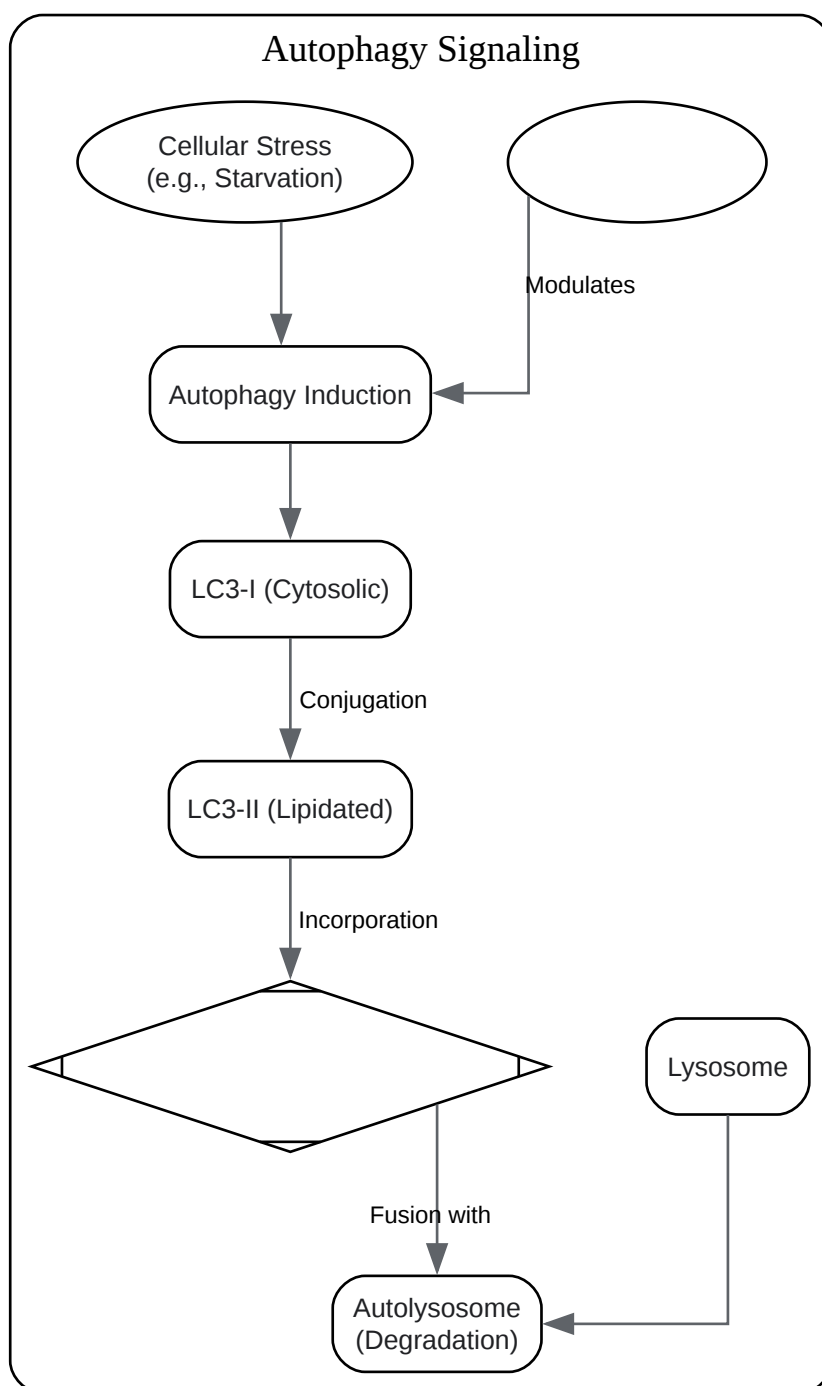 Autophagy Signaling
Cellular Stress
(e.g., Starvation)
Modulates
Autophagy Induction
LC3-I (Cytosolic)
Conjugation
LC3-II (Lipidated)
Incorporation
Lysosome
Fusion with
Autolysosome
(Degradation)